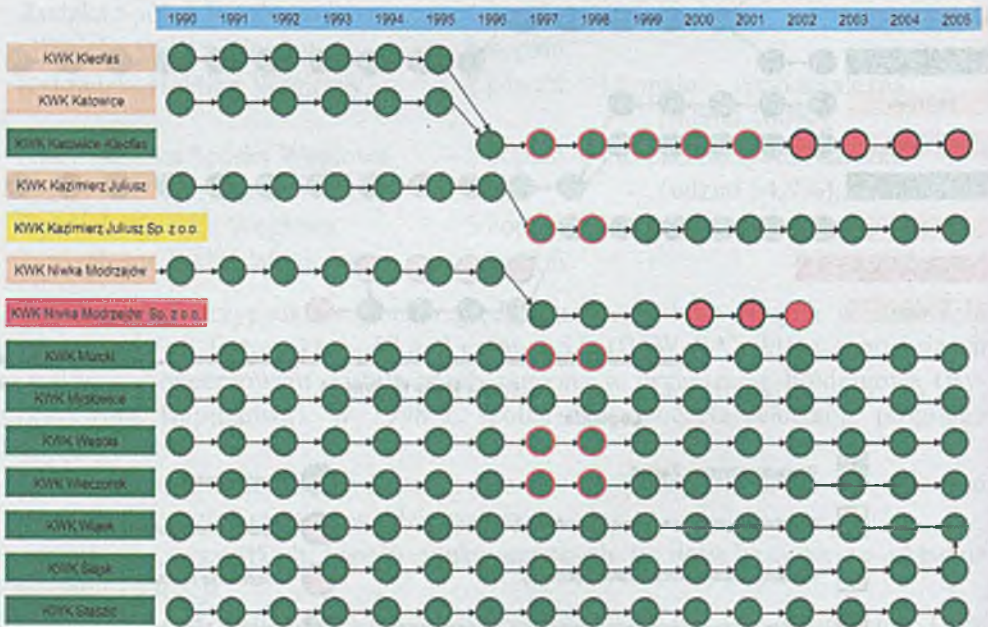 1990 1991 1992 1993 1994 1995 1996 1997 1998 1999 2000 2001 2002 2003 2004 2005
KWK Kleofas
KWK Katowice
KWK Katowice-Kleofas
KWK Kazimierz Juliusz
KWK Kazimierz Juliusz Sp. z o.o.
KWK Niwka Modrzejów
KWK Niwka Modrzejów Sp. z o.o.
KWK Murcki
KWK Mysłowice
KWK Wesoła
KWK Wieczorek
KWK Wujek
KWK Śląsk
KWK Staszic